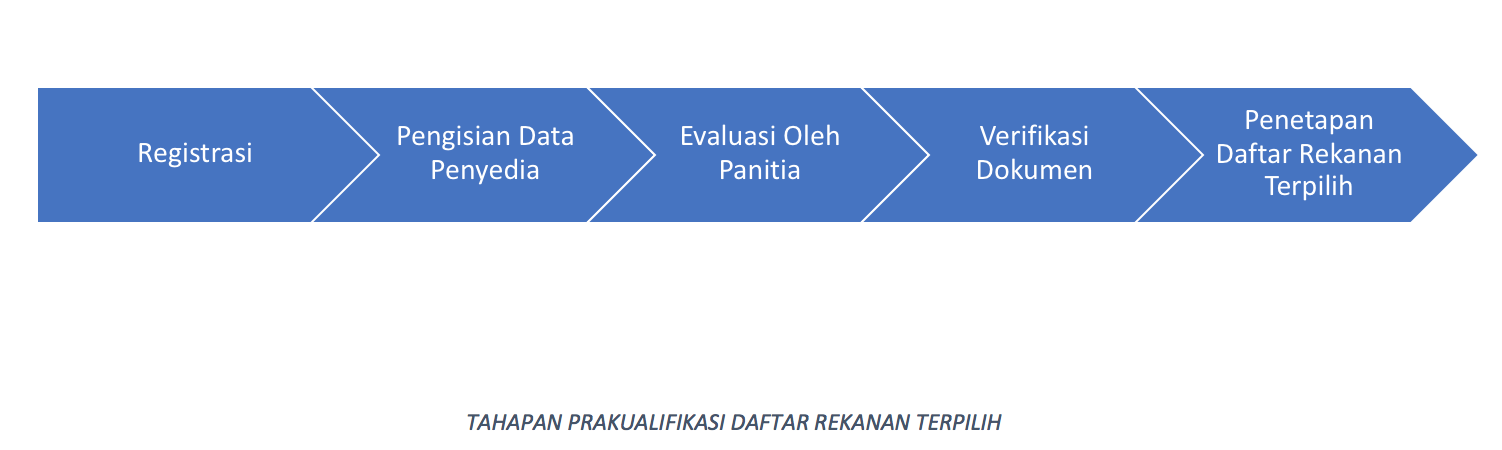 Registrasi
Pengisian Data
Penyedia
Evaluasi Oleh
Panitia
Verifikasi
Dokumen
Penetapan
Daftar Rekanan
Terpilih
TAHAPAN PRAKUALIFIKASI DAFTAR REKANAN TERPILIH